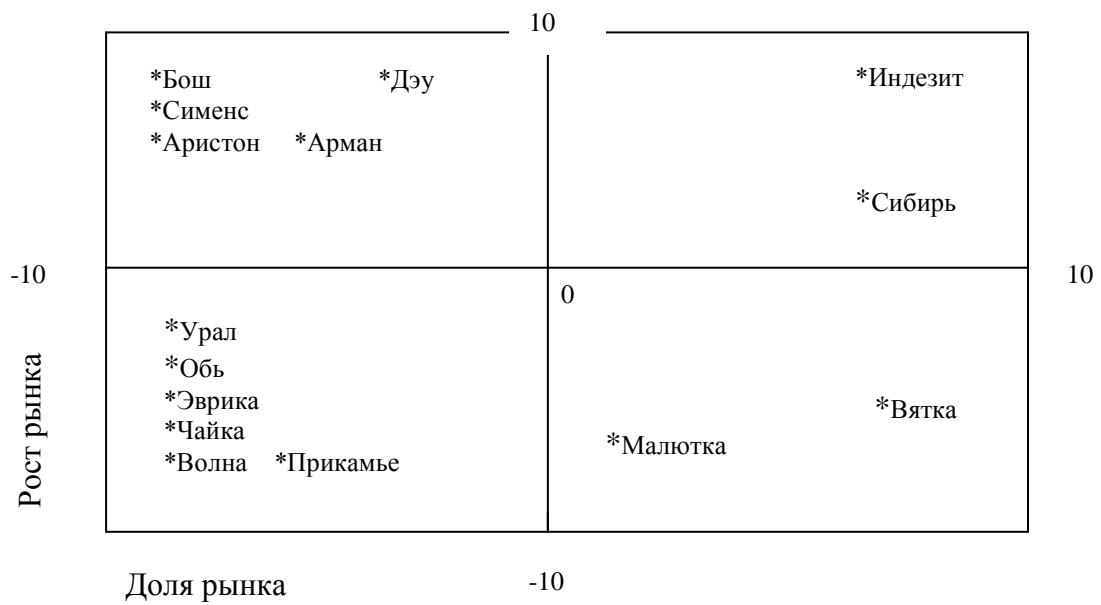 10
*Бош *Дэу *Индезит
*Сименс
*Аристон *Арман
*Сибирь
-10 10
0
*Урал
*Обь
*Эврика *Вятка
*Чайка *Малютка
*Волна *Прикамье
Рост рынка
Доля рынка -10